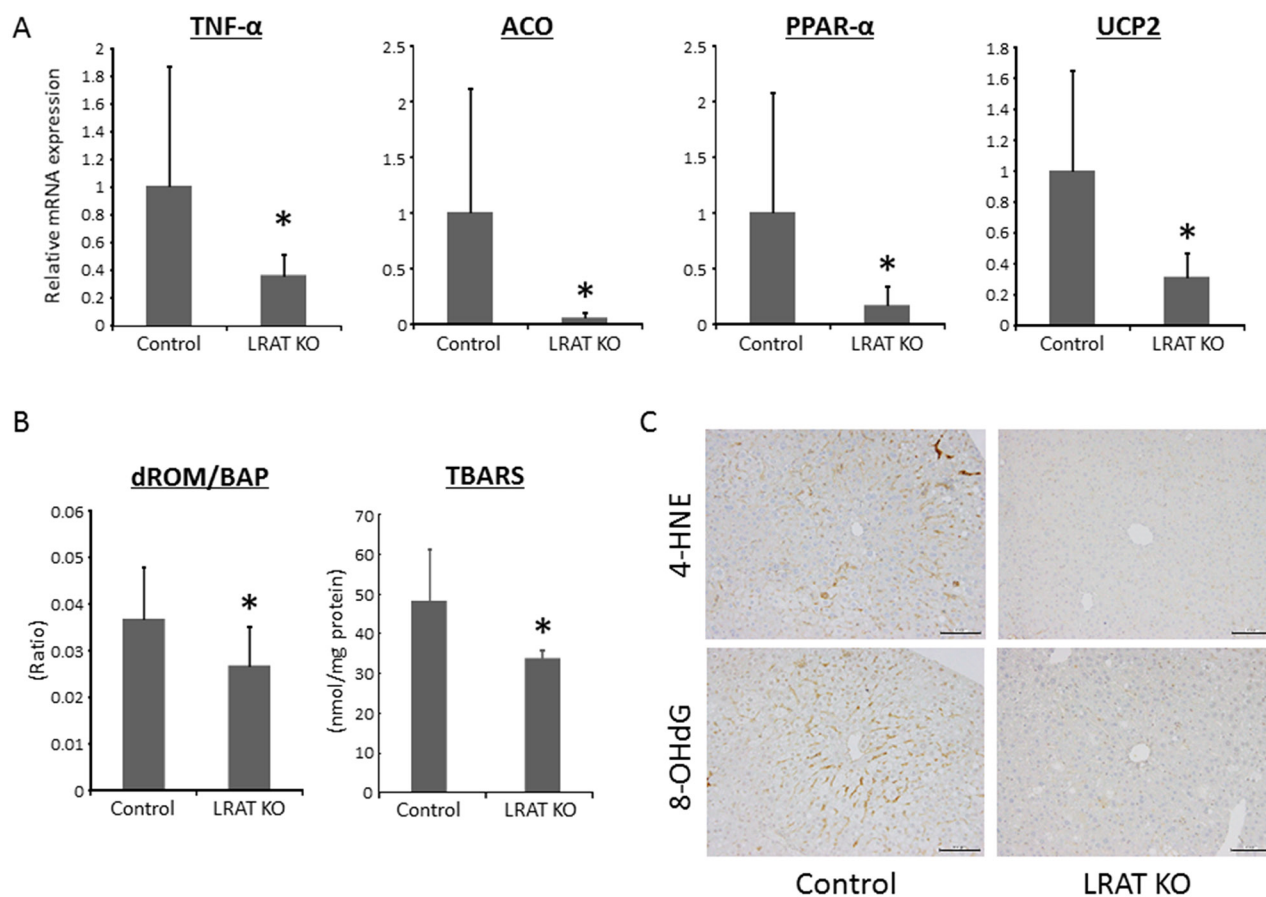 A
TNF-α
ACO
PPAR-α
UCP2
Relative mRNA expression
2
1.8
1.6
1.4
1.2
1
0.8
0.6
0.4
0.2
0
Control LRAT KO
*
2.5
2
1.5
1
0.5
0
Control LRAT KO
*
2.5
2
1.5
1
0.5
0
Control LRAT KO
*
1.8
1.6
1.4
1.2
1
0.8
0.6
0.4
0.2
0
Control LRAT KO
*
B
dROM/BAP
(Ratio)
0.06
0.05
0.04
0.03
0.02
0.01
0
Control LRAT KO
*
TBARS
(nmol/mg protein)
70
60
50
40
30
20
10
0
Control LRAT KO
*
C
4-HNE
8-OHdG
Control LRAT KO